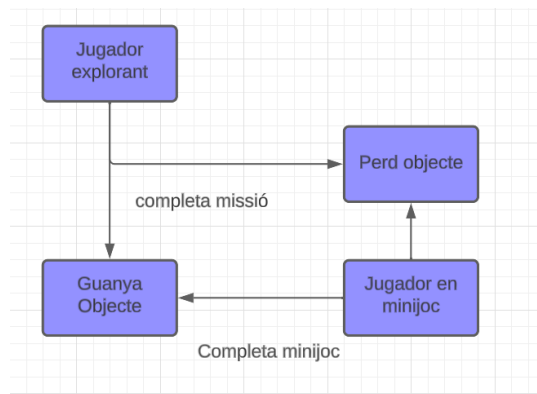 Jugador
explorant
Perd objecte
completa missió
Guanya
Objecte
Jugador en
minijoc
Completa minijoc